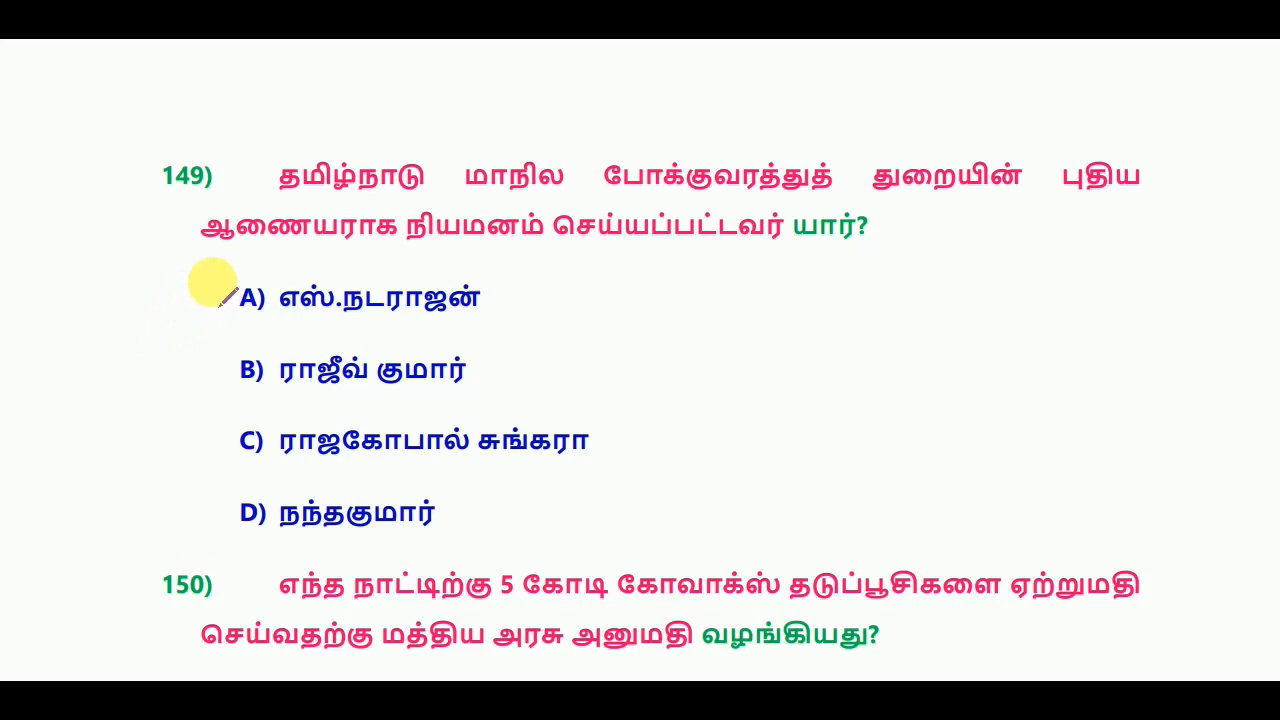 149) தமிழ்நாடு மாநில போக்குவரத்துத் துறையின் புதிய
ஆணையராக நியமனம் செய்யப்பட்டவர் யார்?
A) எஸ்.நடராஜன்
B) ராஜீவ் குமார்
C) ராஜகோபால் சுங்கரா
D) நந்தகுமார்
150) எந்த நாட்டிற்கு 5 கோடி கோவாக்ஸ் தடுப்பூசிகளை ஏற்றுமதி
செய்வதற்கு மத்திய அரசு அனுமதி வழங்கியது?